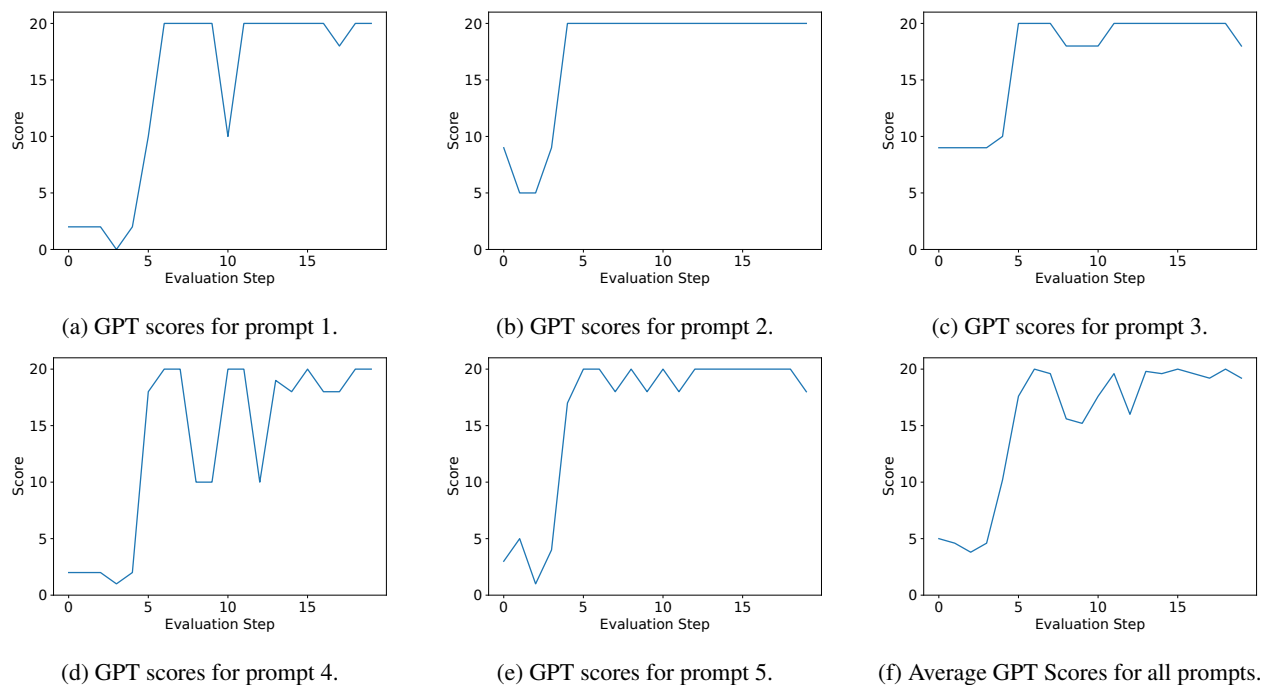 20
15
10
5
0
Score
0 5 10 15
Evaluation Step
(a) GPT scores for prompt 1.
20
15
10
5
0
Score
0 5 10 15
Evaluation Step
(b) GPT scores for prompt 2.
20
15
10
5
0
Score
0 5 10 15
Evaluation Step
(c) GPT scores for prompt 3.
20
15
10
5
0
Score
0 5 10 15
Evaluation Step
(d) GPT scores for prompt 4.
20
15
10
5
0
Score
0 5 10 15
Evaluation Step
(e) GPT scores for prompt 5.
20
15
10
5
0
Score
0 5 10 15
Evaluation Step
(f) Average GPT Scores for all prompts.